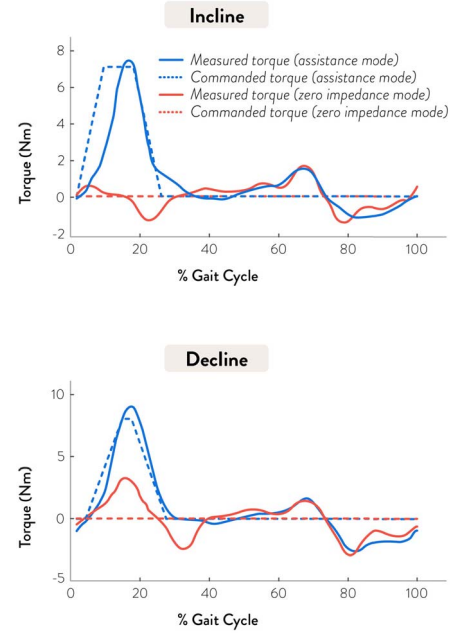 Incline
8
6
4
2
0
-2
Torque (Nm)
Measured torque (assistance mode)
Commanded torque (assistance mode)
Measured torque (zero impedance mode)
Commanded torque (zero impedance mode)
0 20 40 60 80 100
% Gait Cycle
Decline
10
5
0
-5
Torque (Nm)
0 20 40 60 80 100
% Gait Cycle